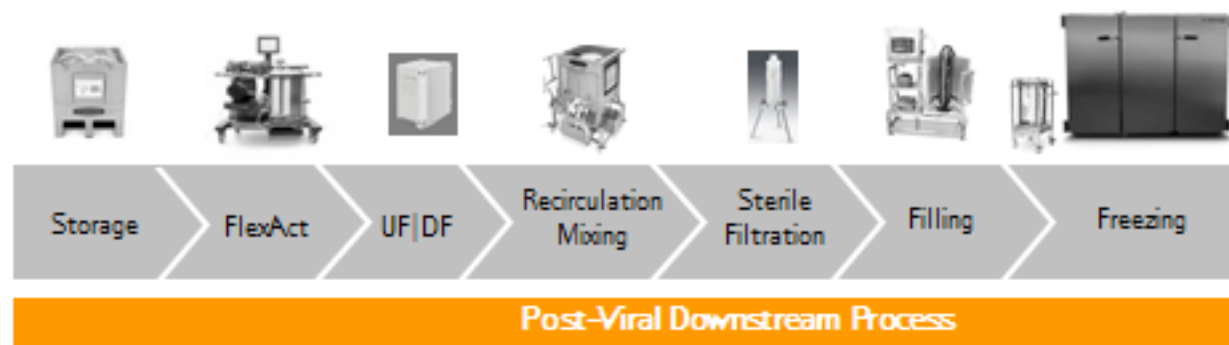 Storage
FlexAct
UF|DF
Recirculation
Mixing
Sterile
Filtration
Filling
Freezing
Post-Viral Downstream Process